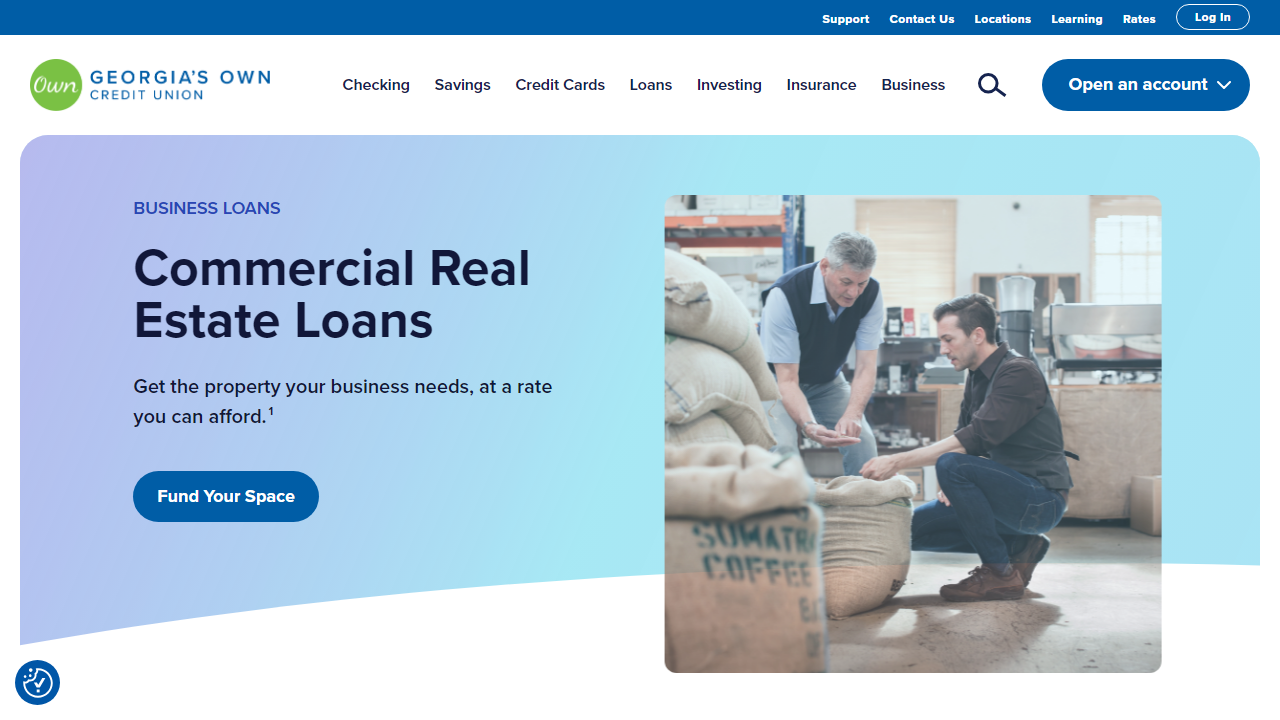 Support Contact Us Locations Learning Rates Log In
Own GEORGIA'S OWN
CREDIT UNION
Checking Savings Credit Cards Loans Investing Insurance Business Open an account
BUSINESS LOANS
Commercial Real
Estate Loans
Get the property your business needs, at a rate
you can afford.¹
Fund Your Space
SUMATRA
COFFEE